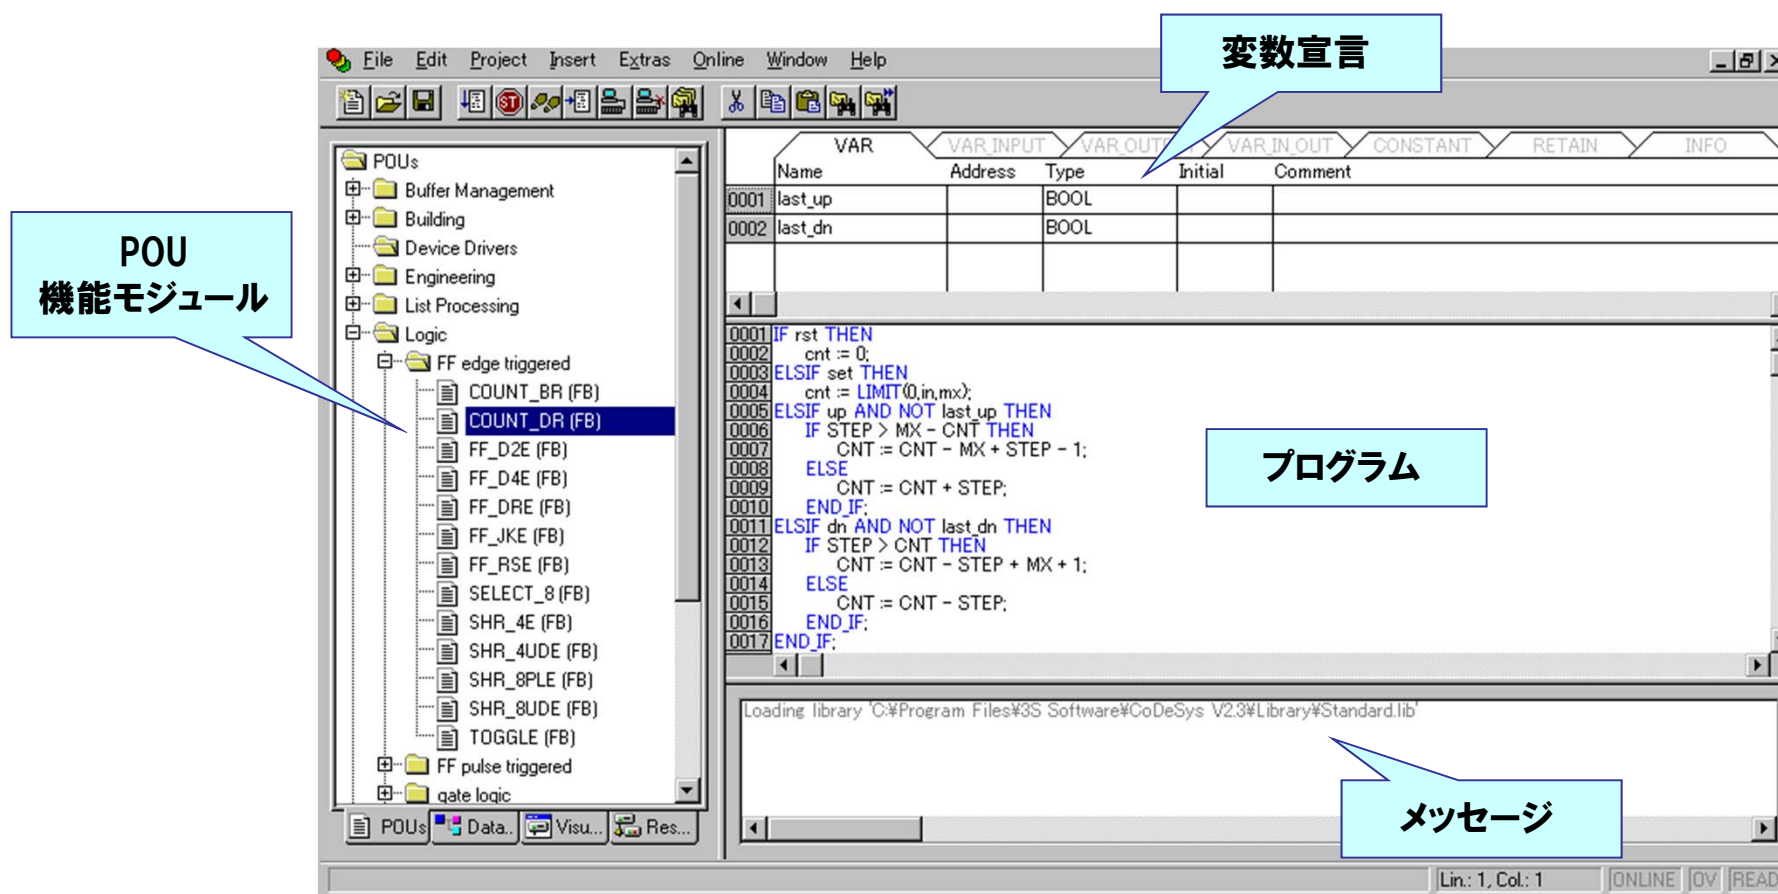 変数宣言
File Edit Project Insert Extras Online Window Help
POU
機能モジュール
POUs
Buffer Management
Building
Device Drivers
Engineering
List Processing
Logic
FF edge triggered
COUNT_BR (FB)
COUNT_DR (FB)
FF_D2E (FB)
FF_D4E (FB)
FF_DRE (FB)
FF_JKE (FB)
FF_RSE (FB)
SELECT_8 (FB)
SHR_4E (FB)
SHR_4UDE (FB)
SHR_8PLE (FB)
SHR_8UDE (FB)
TOGGLE (FB)
FF pulse triggered
gate logic
POUs Data.. Visu... Res...
VAR VAR_INPUT VAR_OUTP VAR_IN_OUT CONSTANT RETAIN INFO
Name Address Type Initial Comment
0001 last_up BOOL
0002 last_dn BOOL
0001 IF rst THEN
0002 cnt := 0;
0003 ELSIF set THEN
0004 cnt := LIMIT(0,in,mx);
0005 ELSIF up AND NOT last_up THEN
0006 IF STEP > MX - CNT THEN
0007 CNT := CNT - MX + STEP - 1;
0008 ELSE
0009 CNT := CNT + STEP;
0010 END_IF;
0011 ELSIF dn AND NOT last_dn THEN
0012 IF STEP > CNT THEN
0013 CNT := CNT - STEP + MX + 1;
0014 ELSE
0015 CNT := CNT - STEP;
0016 END_IF;
0017 END_IF;
プログラム
Loading library 'C:¥Program Files¥3S Software¥CoDeSys V2.3¥Library¥Standard.lib'
メッセージ
Lin.: 1, Col.: 1 ONLINE OV READ